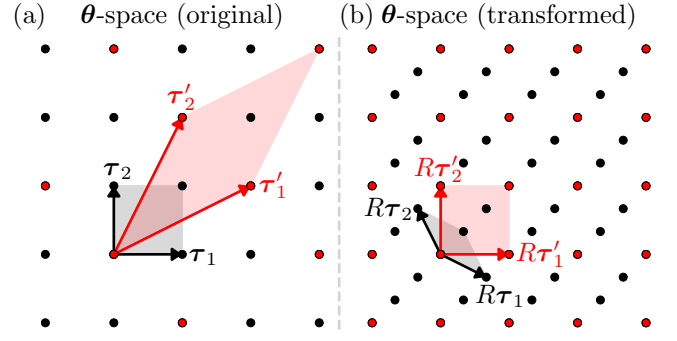 (a) θ-space (original)
(b) θ-space (transformed)
τ′₂
τ₂
τ′₁
τ₁
Rτ′₂
Rτ₂
Rτ′₁
Rτ₁